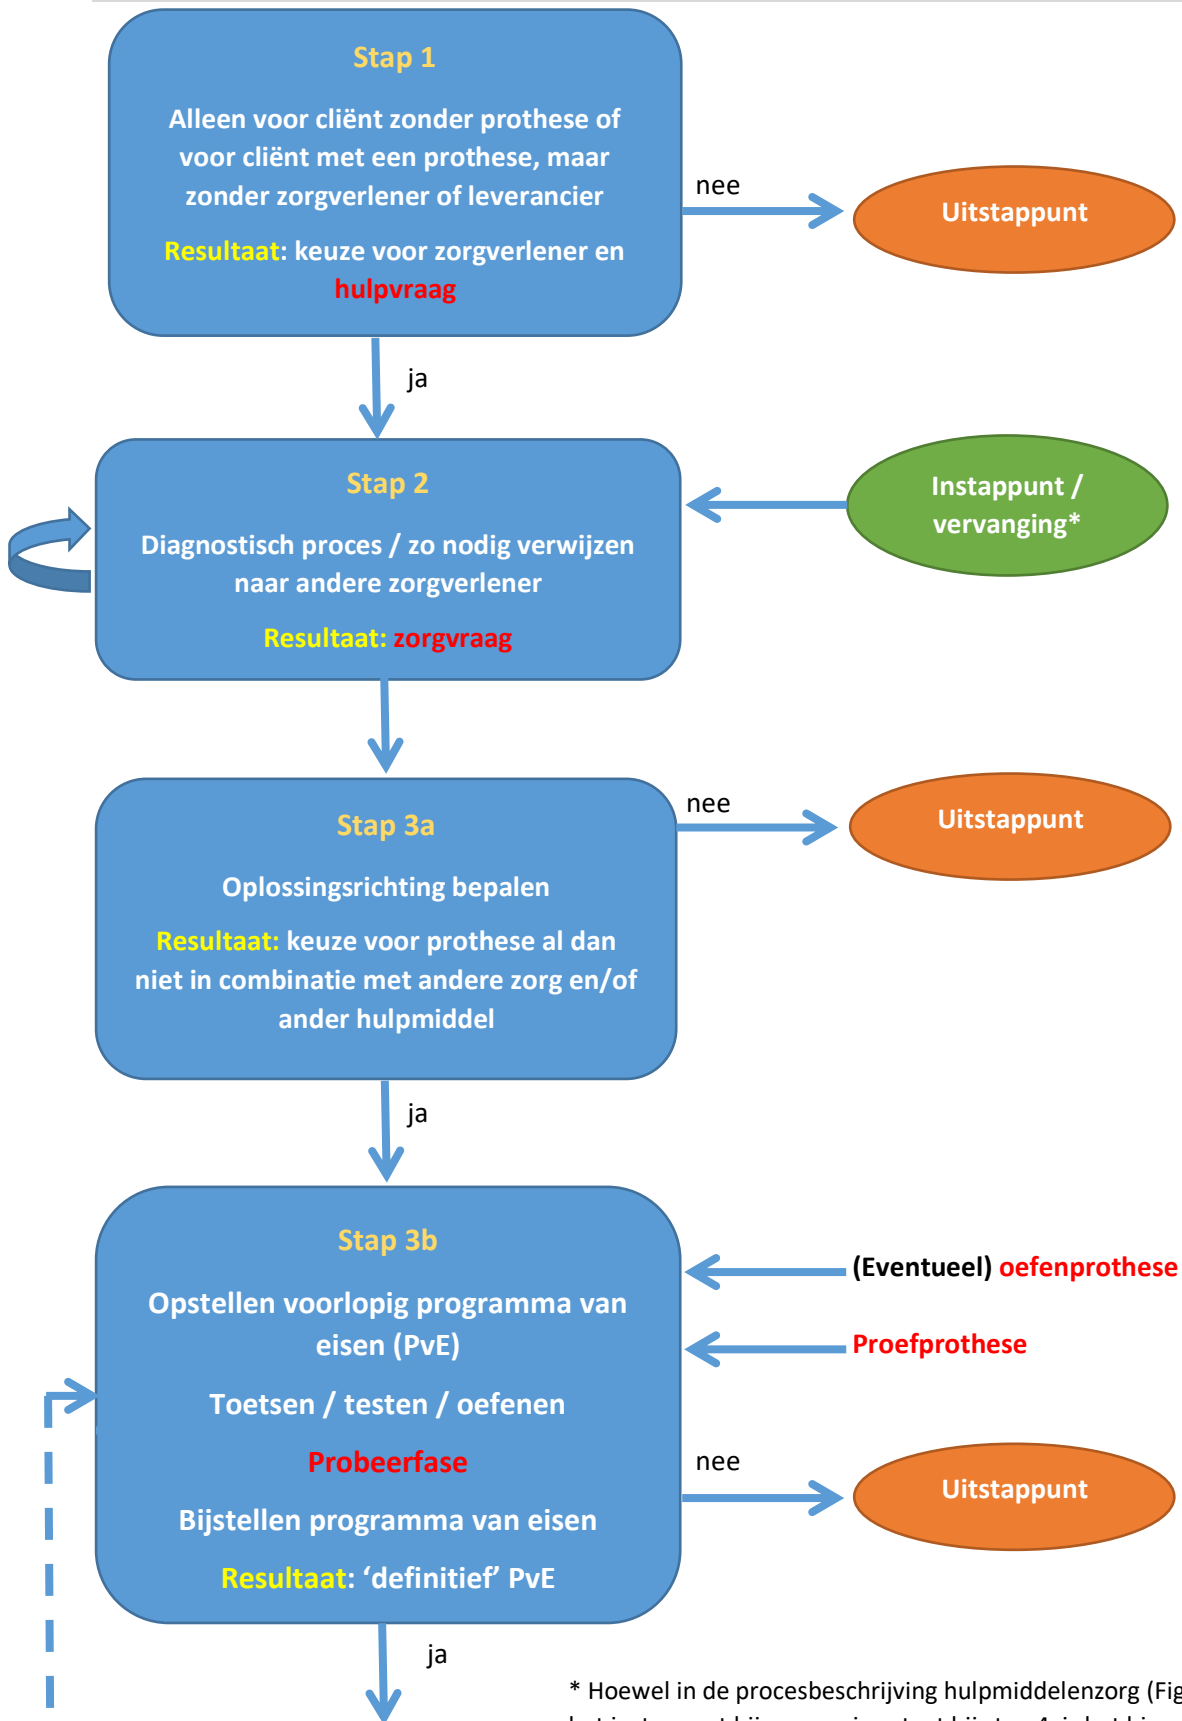 Stap 1
Alleen voor cliënt zonder prothese of
voor cliënt met een prothese, maar
zonder zorgverlener of leverancier
Resultaat: keuze voor zorgverlener en
hulpvraag
nee
Uitstappunt
ja
Stap 2
Diagnostisch proces / zo nodig verwijzen
naar andere zorgverlener
Resultaat: zorgvraag
Instappunt /
vervanging*
Stap 3a
Oplossingsrichting bepalen
Resultaat: keuze voor prothese al dan
niet in combinatie met andere zorg en/of
ander hulpmiddel
nee
Uitstappunt
ja
Stap 3b
Opstellen voorlopig programma van
eisen (PvE)
Toetsen / testen / oefenen
Probeerfase
Bijstellen programma van eisen
Resultaat: ‘definitief’ PvE
(Eventueel) oefenprothese
Proefprothese
nee
Uitstappunt
ja
* Hoewel in de procesbeschrijving hulpmiddelenzorg (Fig